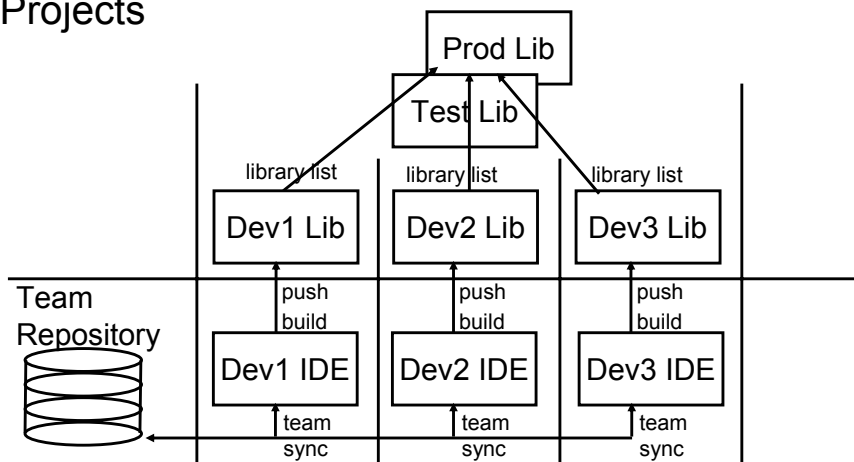 Projects
Prod Lib
Test Lib
library list
library list
library list
Dev1 Lib
Dev2 Lib
Dev3 Lib
Team
Repository
push
build
push
build
push
build
Dev1 IDE
Dev2 IDE
Dev3 IDE
team
sync
team
sync
team
sync